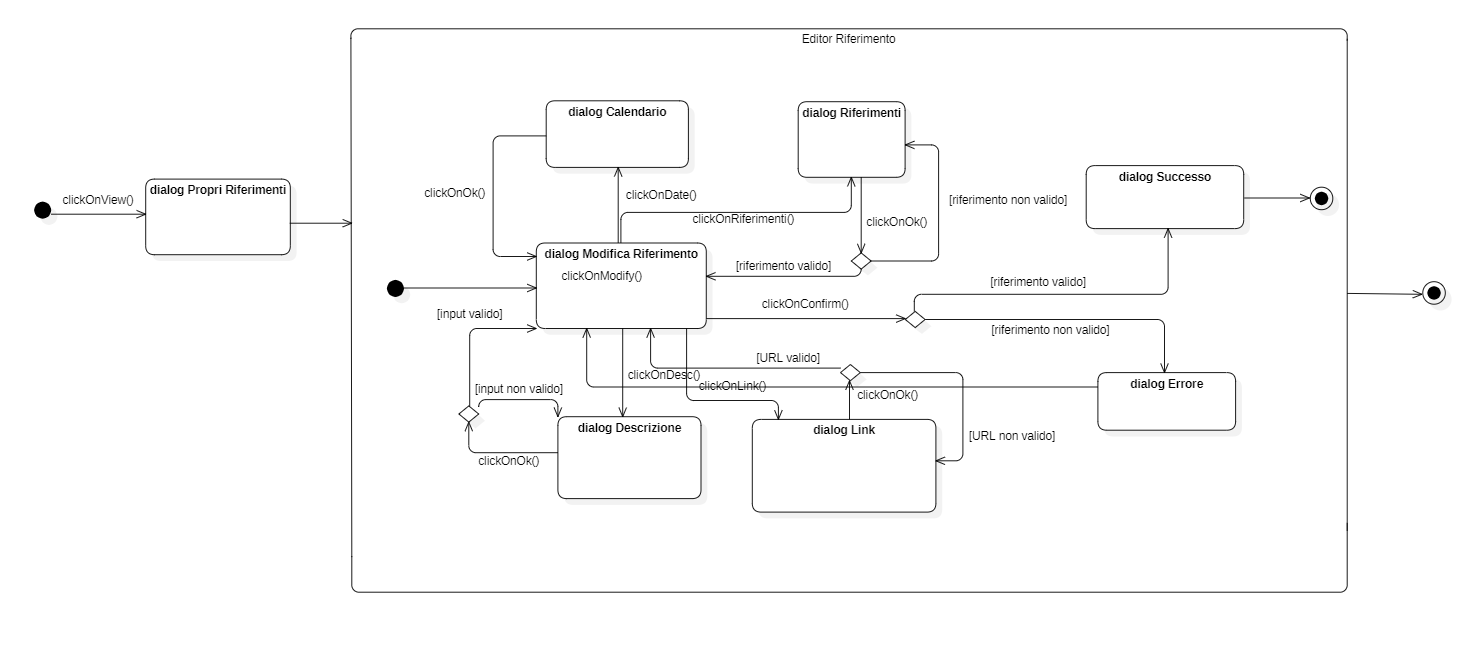 Editor Riferimento
dialog Calendario
dialog Riferimenti
dialog Successo
dialog Propri Riferimenti
clickOnView()
clickOnOk()
clickOnDate()
[riferimento non valido]
clickOnRiferimenti()
clickOnOk()
dialog Modifica Riferimento
[riferimento valido]
clickOnModify()
[riferimento valido]
clickOnConfirm()
[input valido]
[riferimento non valido]
[URL valido]
clickOnDesc()
clickOnLink()
dialog Errore
[input non valido]
clickOnOk()
dialog Descrizione
dialog Link
[URL non valido]
clickOnOk()